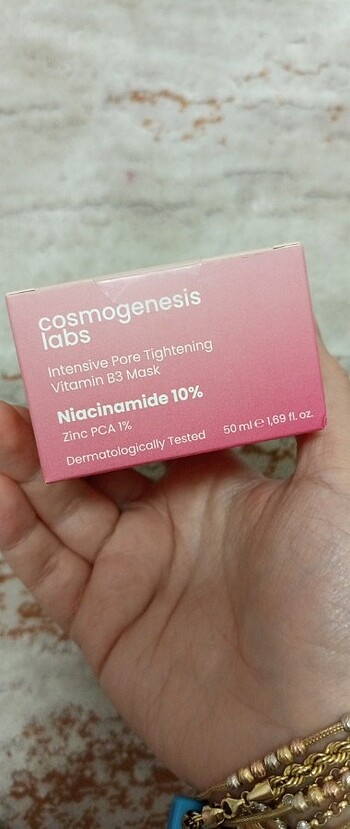 cosmogenesis
labs
Intensive Pore Tightening
Vitamin B3 Mask
Niacinamide 10%
Zinc PCA 1%
Dermatologically Tested 50 ml ℮ 1,69 fl. oz.